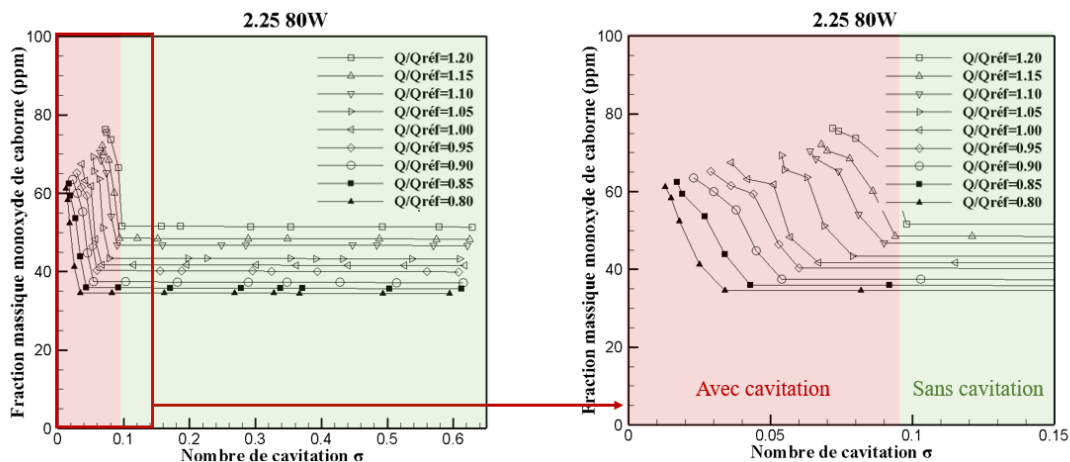 2.25 80W
Fraction massique monoxyde de caborne (ppm)
100
80
60
40
20
0
Q/Qréf=1.20
Q/Qréf=1.15
Q/Qréf=1.10
Q/Qréf=1.05
Q/Qréf=1.00
Q/Qréf=0.95
Q/Qréf=0.90
Q/Qréf=0.85
Q/Qréf=0.80
0 0.1 0.2 0.3 0.4 0.5 0.6
Nombre de cavitation σ
2.25 80W
Fraction massique monoxyde de caborne (ppm)
100
80
60
40
20
0
Q/Qréf=1.20
Q/Qréf=1.15
Q/Qréf=1.10
Q/Qréf=1.05
Q/Qréf=1.00
Q/Qréf=0.95
Q/Qréf=0.90
Q/Qréf=0.85
Q/Qréf=0.80
Avec cavitation
Sans cavitation
0 0.05 0.1 0.15
Nombre de cavitation σ